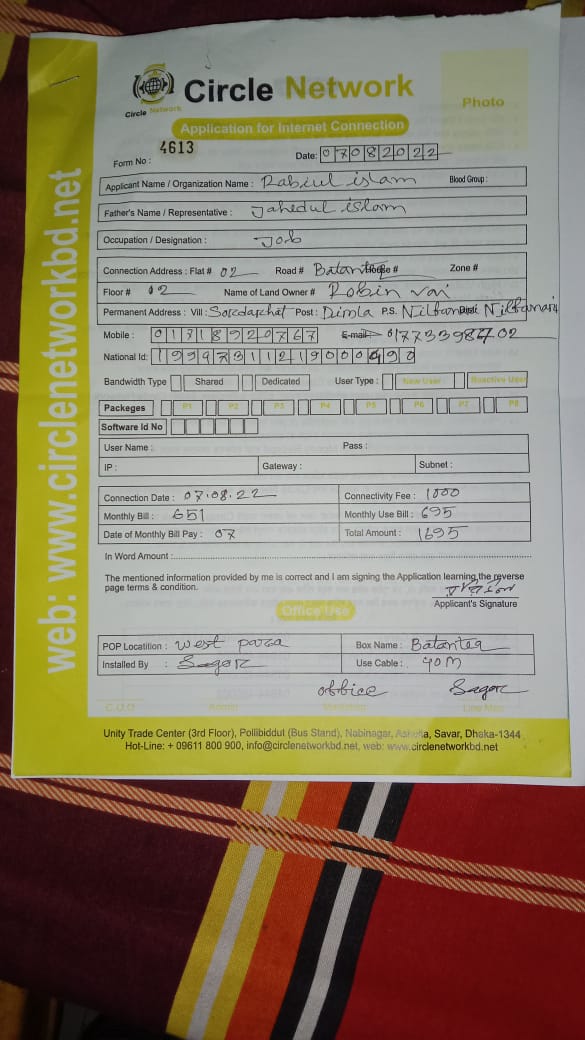 Circle Network
Circle Network
Photo
Application for Internet Connection
Form No : 4613
Date: 07082022
Applicant Name / Organization Name : Rabiul islam Blood Group :
Father's Name / Representative : Jahedul islam
Occupation / Designation : Job
Connection Address : Flat # 02 Road # Batantea House # Zone #
Floor # 02 Name of Land Owner # Robin vai
Permanent Address : Vill : Post : Dimla P.S. Dist:
Mobile : 01718920767 E-mail
National Id:
Bandwidth Type Shared Dedicated User Type : New User Reactive User
Packeges P1 P2 P3 P4 P5 P6 P7 P8
Software Id No
User Name : Pass :
IP : Gateway : Subnet :
Connection Date : 07.08.22 Connectivity Fee : 1000
Monthly Bill : 651 Monthly Use Bill : 695
Date of Monthly Bill Pay : 07 Total Amount : 1695
In Word Amount :
The mentioned information provided by me is correct and I am signing the Application learning the reverse
page terms & condition.
Applicant's Signature
Office Use
POP Locatition : west para Box Name : Batantea
Installed By : Sagor Use Cable : 40 M
office Sagor
C.O.O Admin Line Man
Unity Trade Center (3rd Floor), Pollibiddut (Bus Stand), Nabinagar, Ashulia, Savar, Dhaka-1344
Hot-Line: + 09611 800 900, info@circlenetworkbd.net, web: www.circlenetworkbd.net
web: www.circlenetworkbd.net